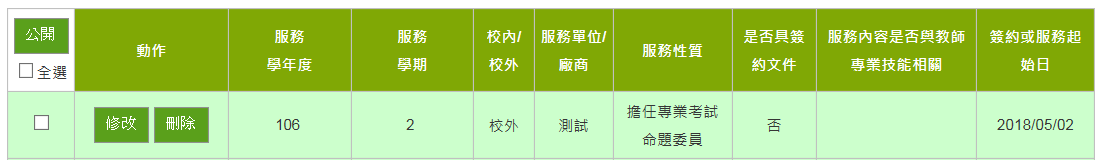 公開
全選
動作
服務
學年度
服務
學期
校內/
校外
服務單位/
廠商
服務性質
是否具簽
約文件
服務內容是否與教師
專業技能相關
簽約或服務起
始日
修改 刪除
106
2
校外
測試
擔任專業考試
命題委員
否
2018/05/02